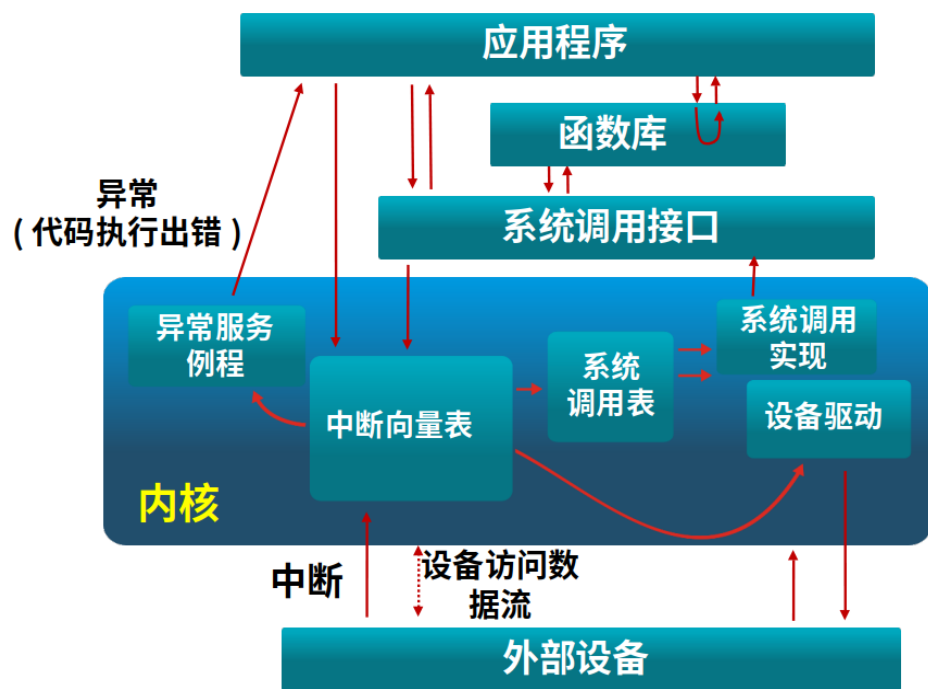 应用程序
函数库
异常
(代码执行出错)
系统调用接口
异常服务
例程
系统调用
实现
系统
调用表
中断向量表
设备驱动
内核
中断
设备访问数
据流
外部设备